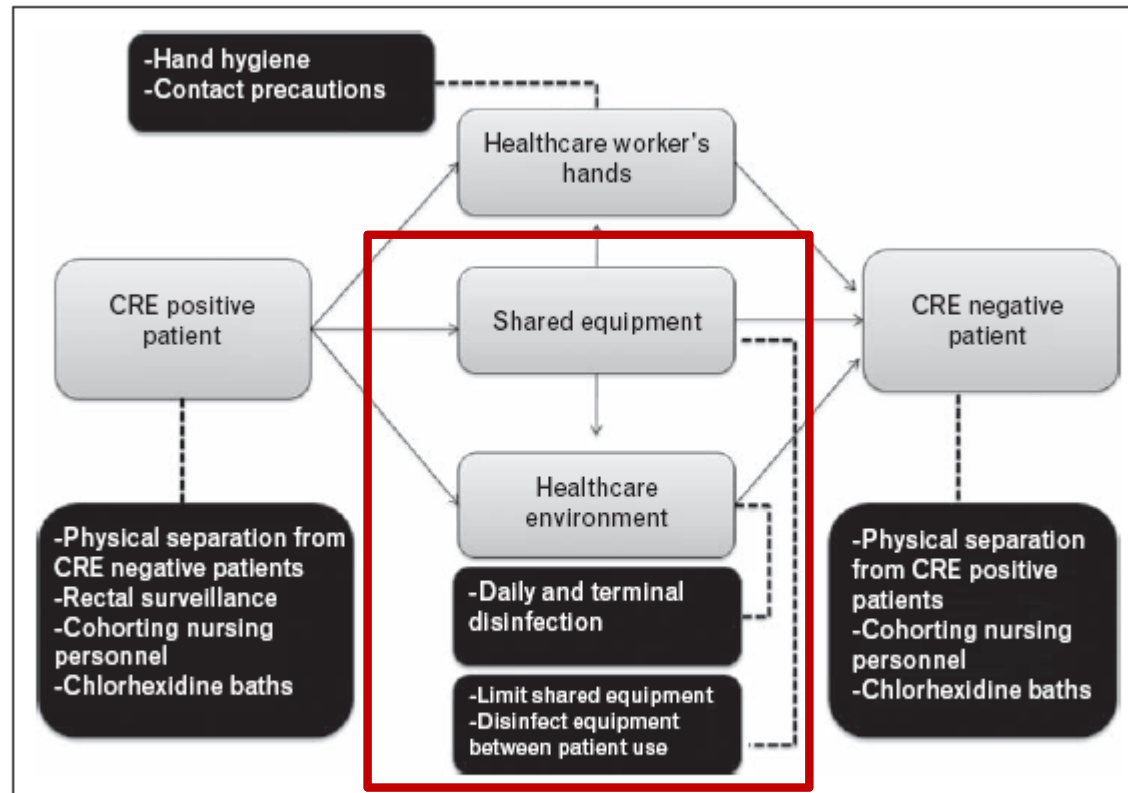 -Hand hygiene
-Contact precautions
Healthcare worker's
hands
CRE positive
patient
Shared equipment
CRE negative
patient
Healthcare
environment
-Physical separation from
CRE negative patients
-Rectal surveillance
-Cohorting nursing
personnel
-Chlorhexidine baths
-Daily and terminal
disinfection
-Limit shared equipment
-Disinfect equipment
between patient use
-Physical separation
from CRE positive
patients
-Cohorting nursing
personnel
-Chlorhexidine baths